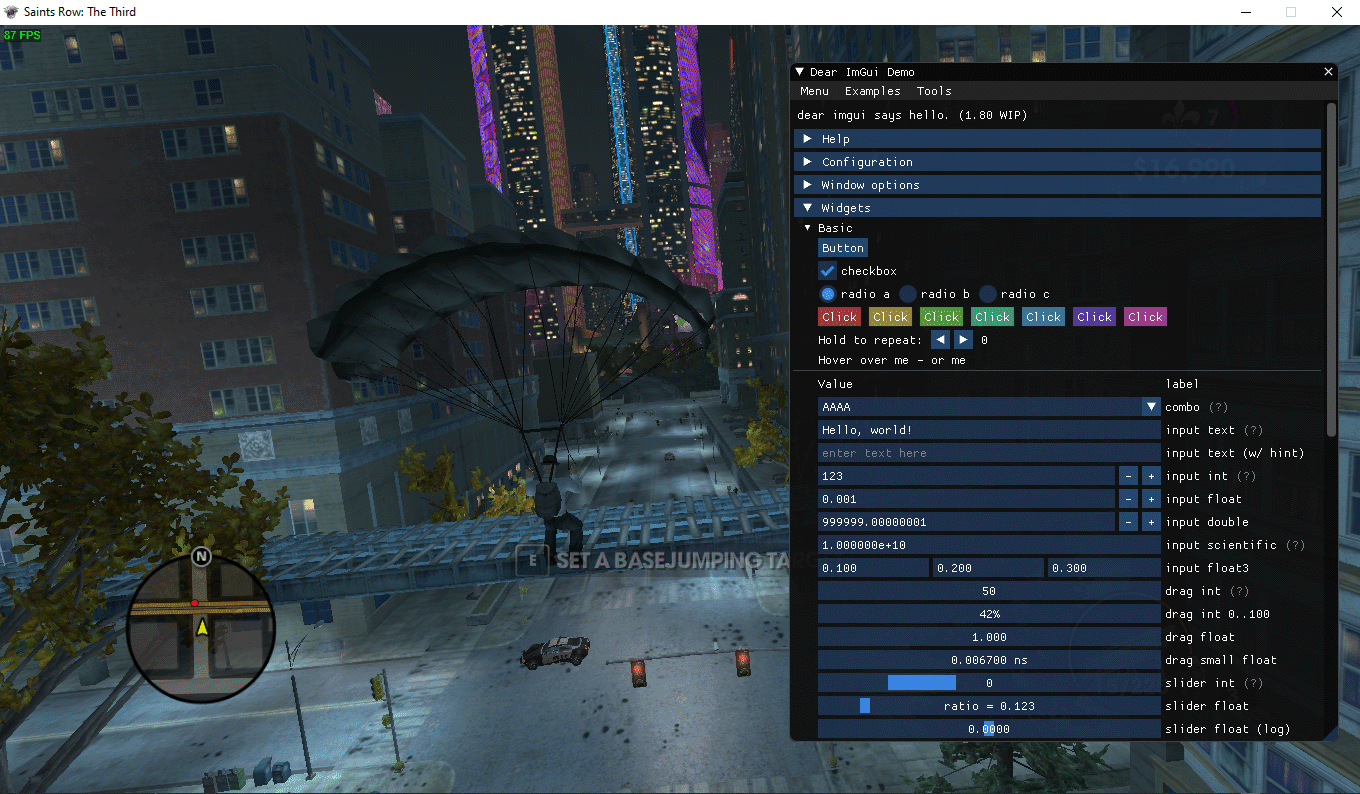 Saints Row: The Third
87 FPS
Dear ImGui Demo
Menu Examples Tools
dear imgui says hello. (1.80 WIP)
7
Help
Configuration
$16,990
Window options
Widgets
Basic
Button
checkbox
radio a radio b radio c
Click Click Click Click Click Click Click
Hold to repeat: 0
Hover over me - or me
Value label
AAAA combo (?)
Hello, world! input text (?)
enter text here input text (w/ hint)
123 - + input int (?)
0.001 - + input float
999999.00000001 - + input double
1.000000e+10 input scientific (?)
0.100 0.200 0.300 input float3
50 drag int (?)
42% drag int 0..100
1.000 drag float
0.006700 ns drag small float
0 slider int (?)
ratio = 0.123 slider float
0.0000 slider float (log)
N
E SET A BASEJUMPING TAR